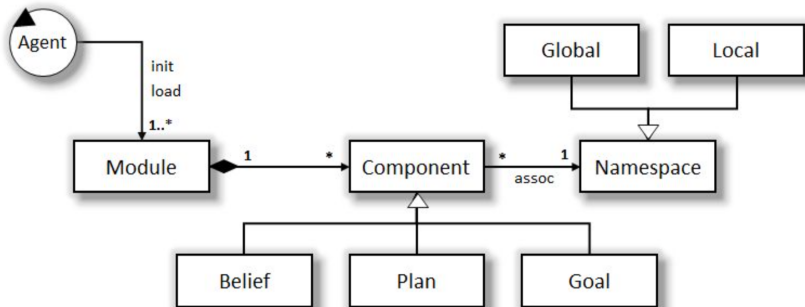 Agent
Global
Local
init
load
1..*
Module
1
*
Component
*
1
assoc
Namespace
Belief
Plan
Goal